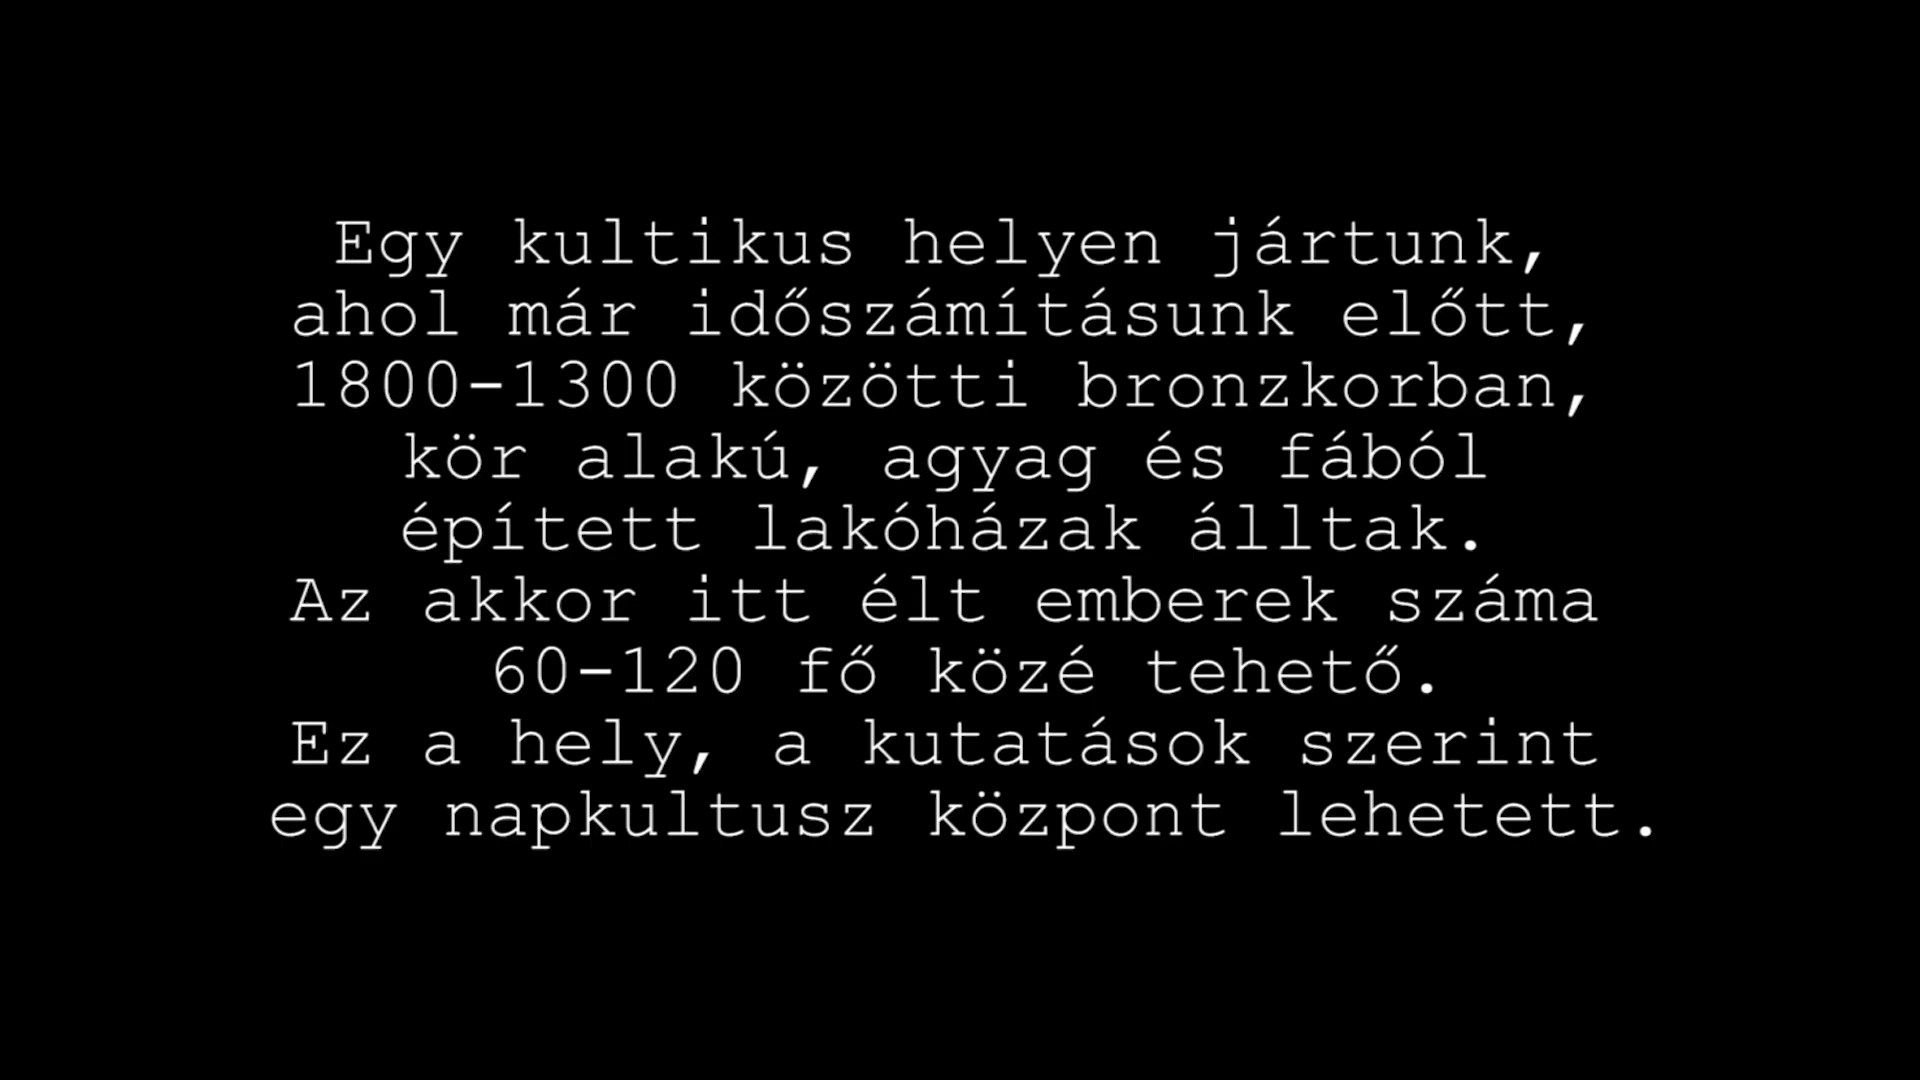 Egy kultikus helyen jártunk,
ahol már időszámításunk előtt,
1800-1300 közötti bronzkorban,
kör alakú, agyag és fából
épített lakóházak álltak.
Az akkor itt élt emberek száma
60-120 fő közé tehető.
Ez a hely, a kutatások szerint
egy napkultusz központ lehetett.